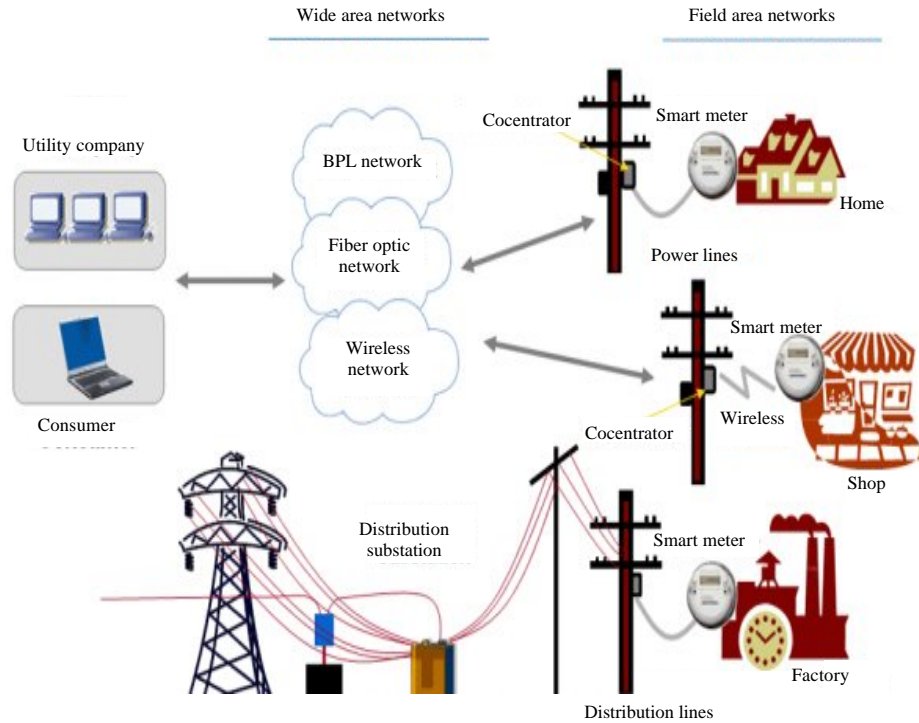 Wide area networks
Field area networks
Utility company
BPL network
Cocentrator
Smart meter
Home
Fiber optic
network
Power lines
Smart meter
Wireless
network
Consumer
Cocentrator
Wireless
Shop
Distribution
substation
Smart meter
Factory
Distribution lines